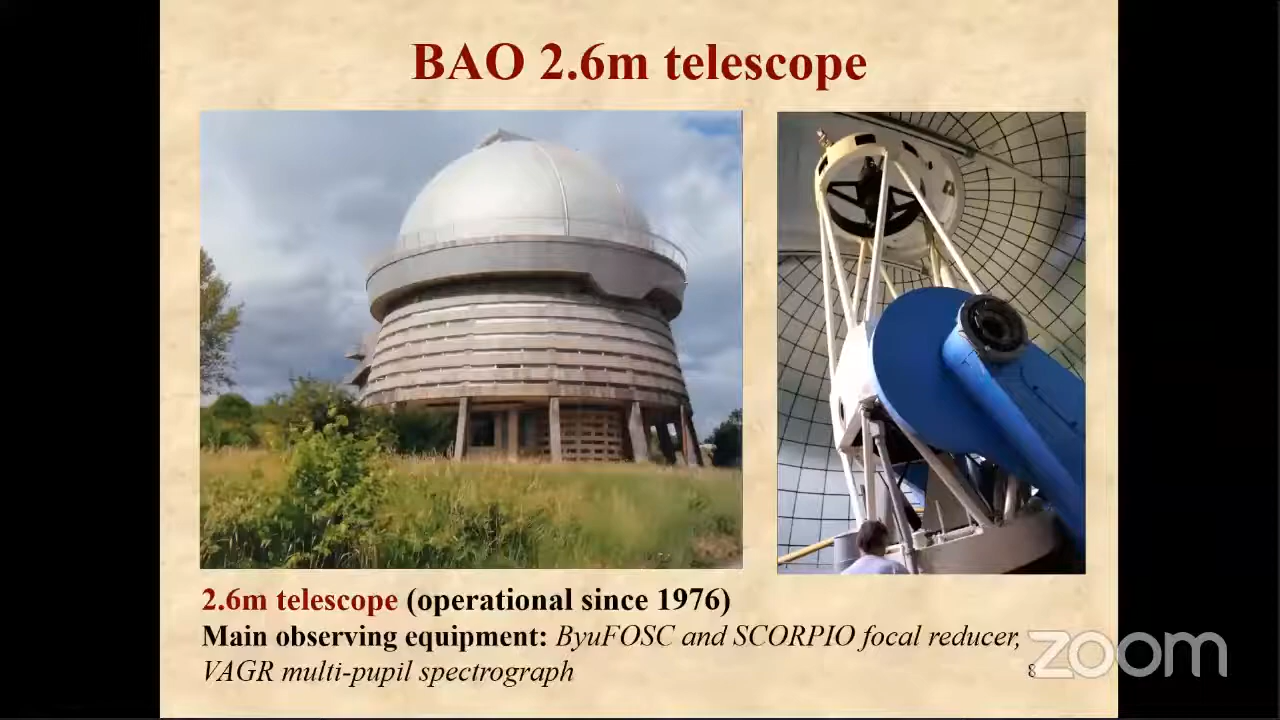 BAO 2.6m telescope
2.6m telescope (operational since 1976)
Main observing equipment: ByuFOSC and SCORPIO focal reducer,
VAGR multi-pupil spectrograph
8
zoom